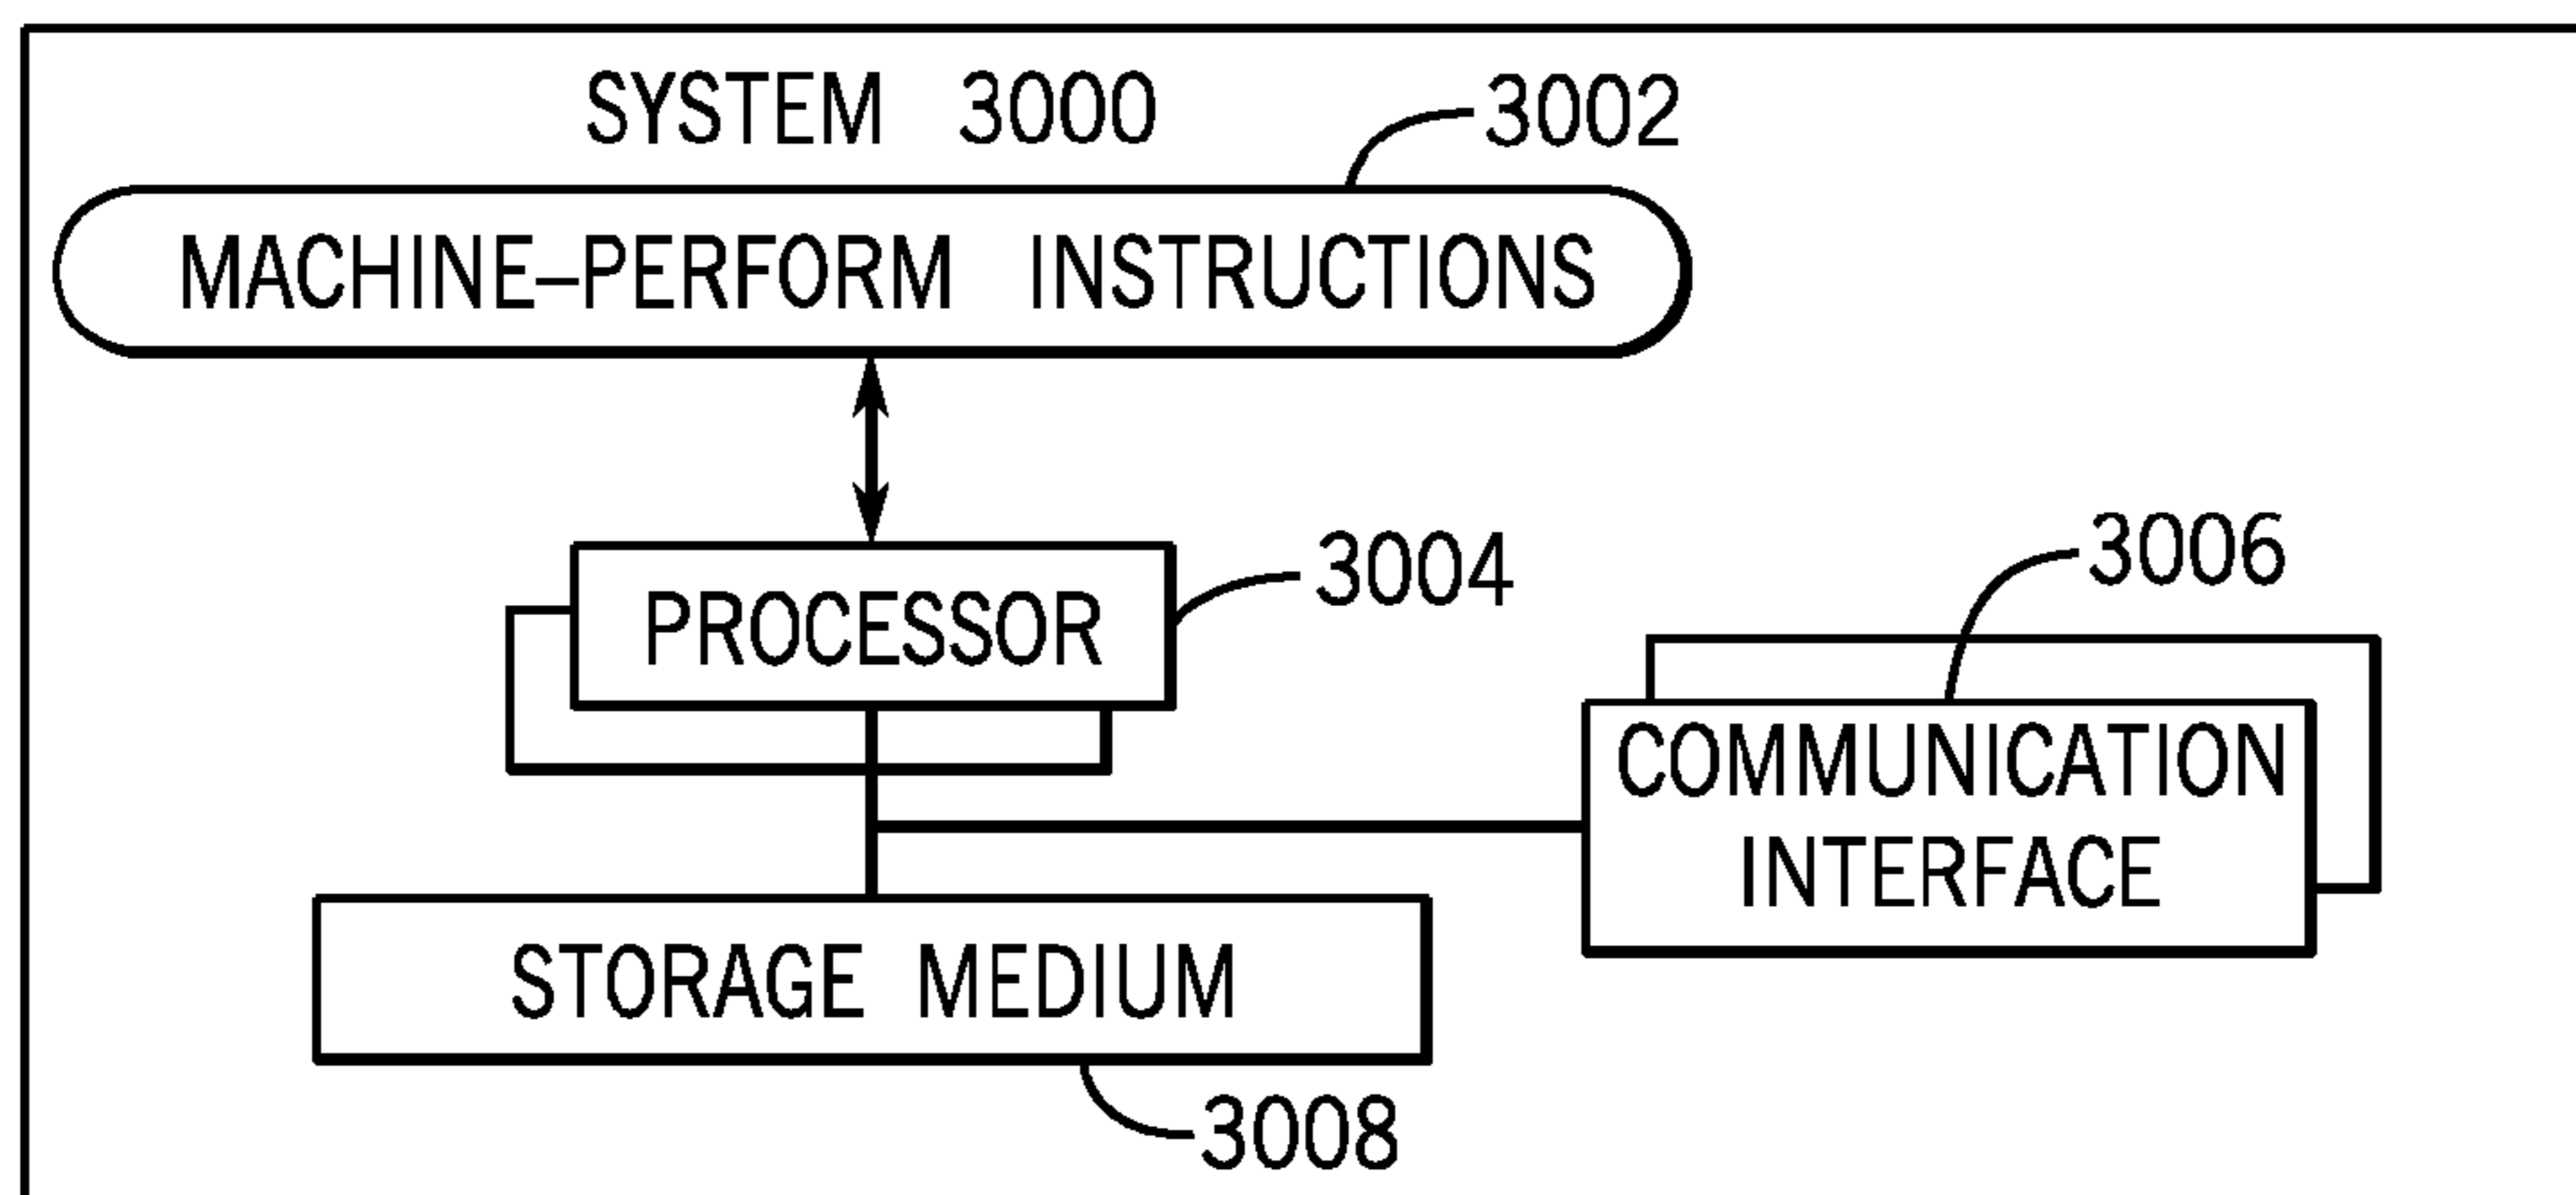 SYSTEM 3000
3002
MACHINE–PERFORM INSTRUCTIONS
PROCESSOR
3004
3006
COMMUNICATION
INTERFACE
STORAGE MEDIUM
3008